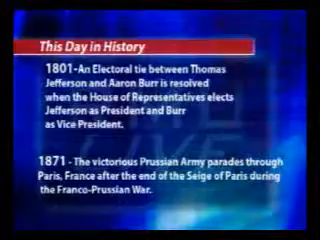 This Day in History
1801-An Electoral tie between Thomas
Jefferson and Aaron Burr is resolved
when the House of Representatives elects
Jefferson as President and Burr
as Vice President.
1871 - The victorious Prussian Army parades through
Paris, France after the end of the Seige of Paris during
the Franco-Prussian War.
LIVE